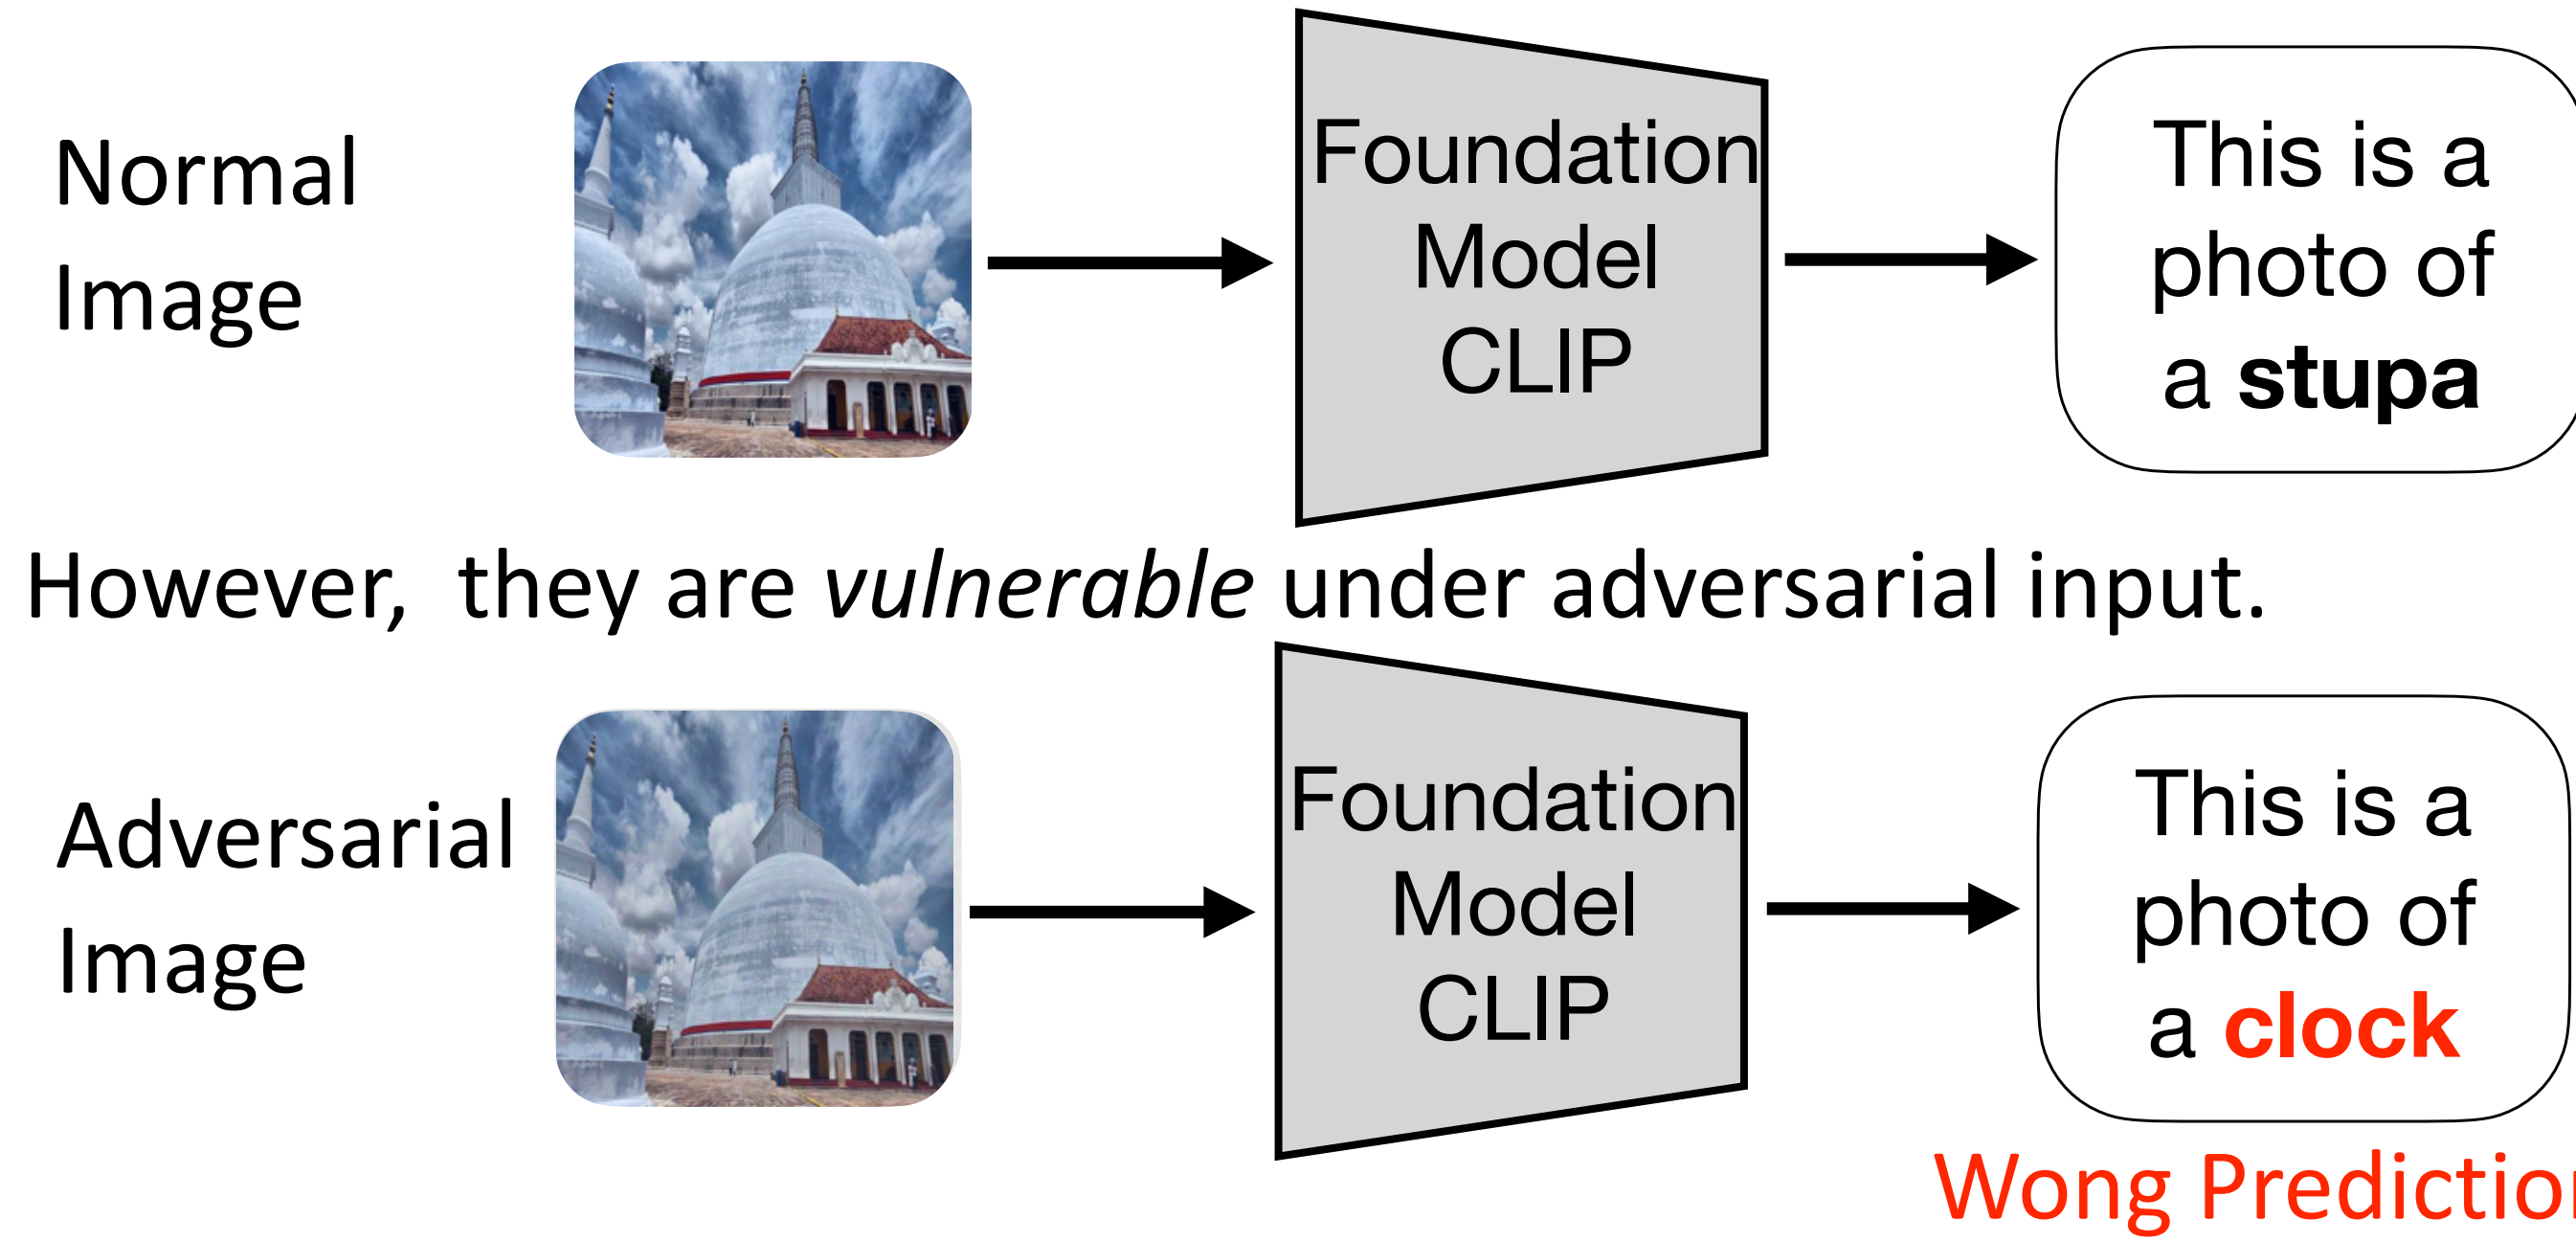 Normal
Image
Foundation
Model
CLIP
This is a
photo of
a stupa
However, they are vulnerable under adversarial input.
Adversarial
Image
Foundation
Model
CLIP
This is a
photo of
a clock
Wong Prediction